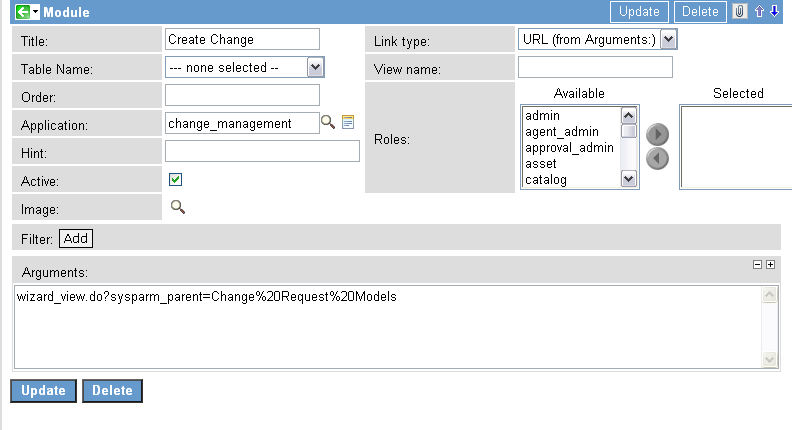 Module Update Delete
Title: Create Change Link type: URL (from Arguments:)
Table Name: --- none selected -- View name:
Order:
Available Selected
Application: change_management
Roles:
admin
agent_admin
approval_admin
asset
catalog
Hint:
Active:
Image:
Filter: Add
Arguments:
wizard_view.do?sysparm_parent=Change%20Request%20Models
Update Delete